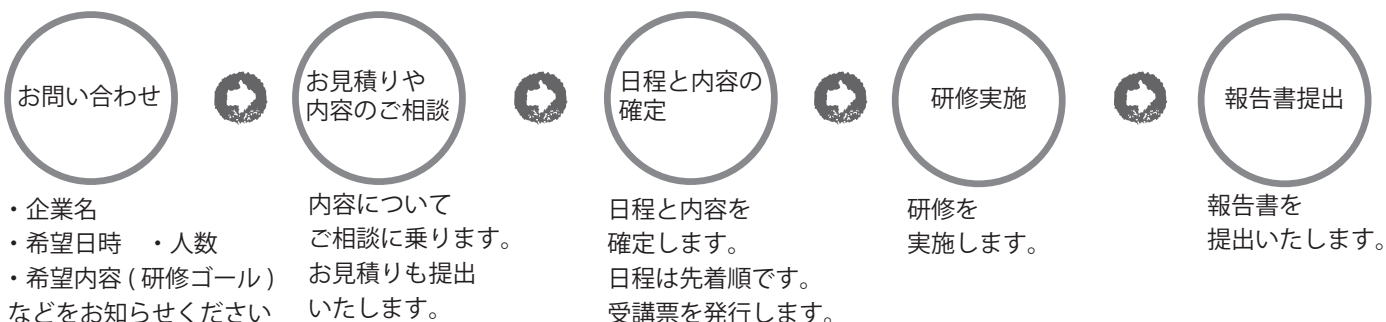 お問い合わせ
お見積りや
内容のご相談
日程と内容の
確定
研修実施
報告書提出
・企業名
・希望日時　・人数
・希望内容 ( 研修ゴール )
などをお知らせください
内容について
ご相談に乗ります。
お見積りも提出
いたします。
日程と内容を
確定します。
日程は先着順です。
受講票を発行します。
研修を
実施します。
報告書を
提出いたします。